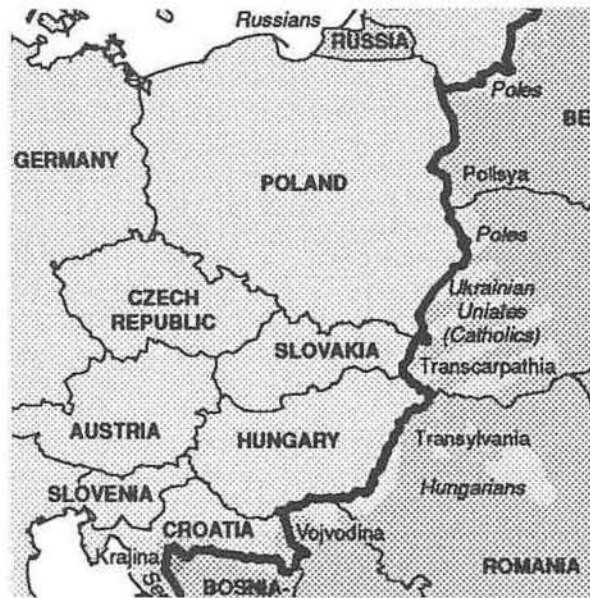 Russians
RUSSIA
Poles
BE
GERMANY
POLAND
Polisya
Poles
Ukrainian
Uniates
(Catholics)
CZECH
REPUBLIC
SLOVAKIA
Transcarpathia
AUSTRIA
HUNGARY
Transylvania
Hungarians
SLOVENIA
CROATIA
Vojvodina
Krajina
Se
BOSNIA-
ROMANIA